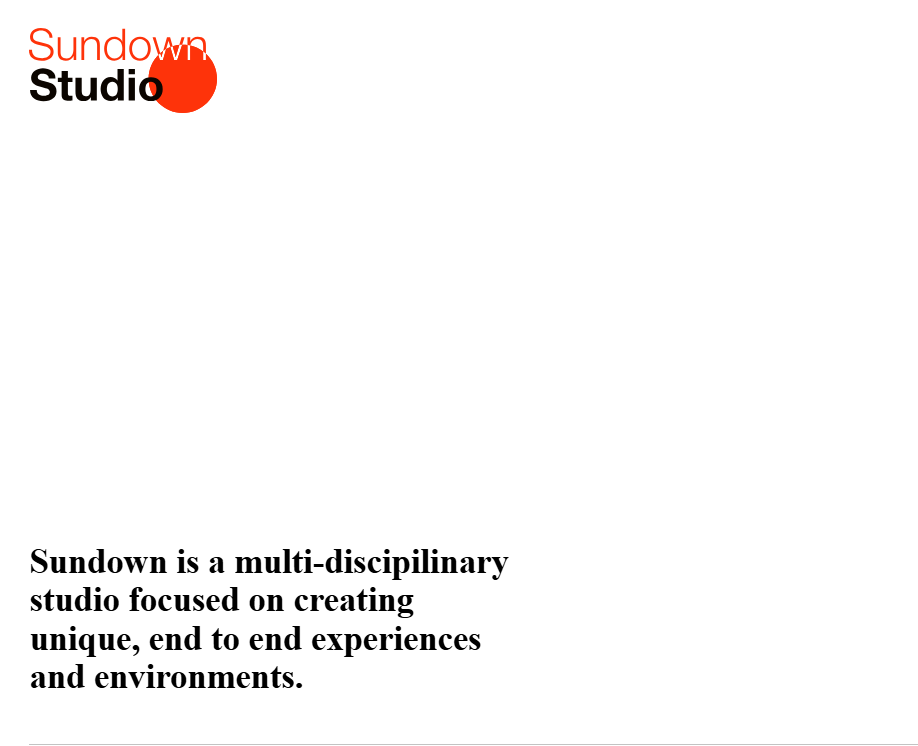 Sundown
Studio
Sundown is a multi-discipilinary
studio focused on creating
unique, end to end experiences
and environments.